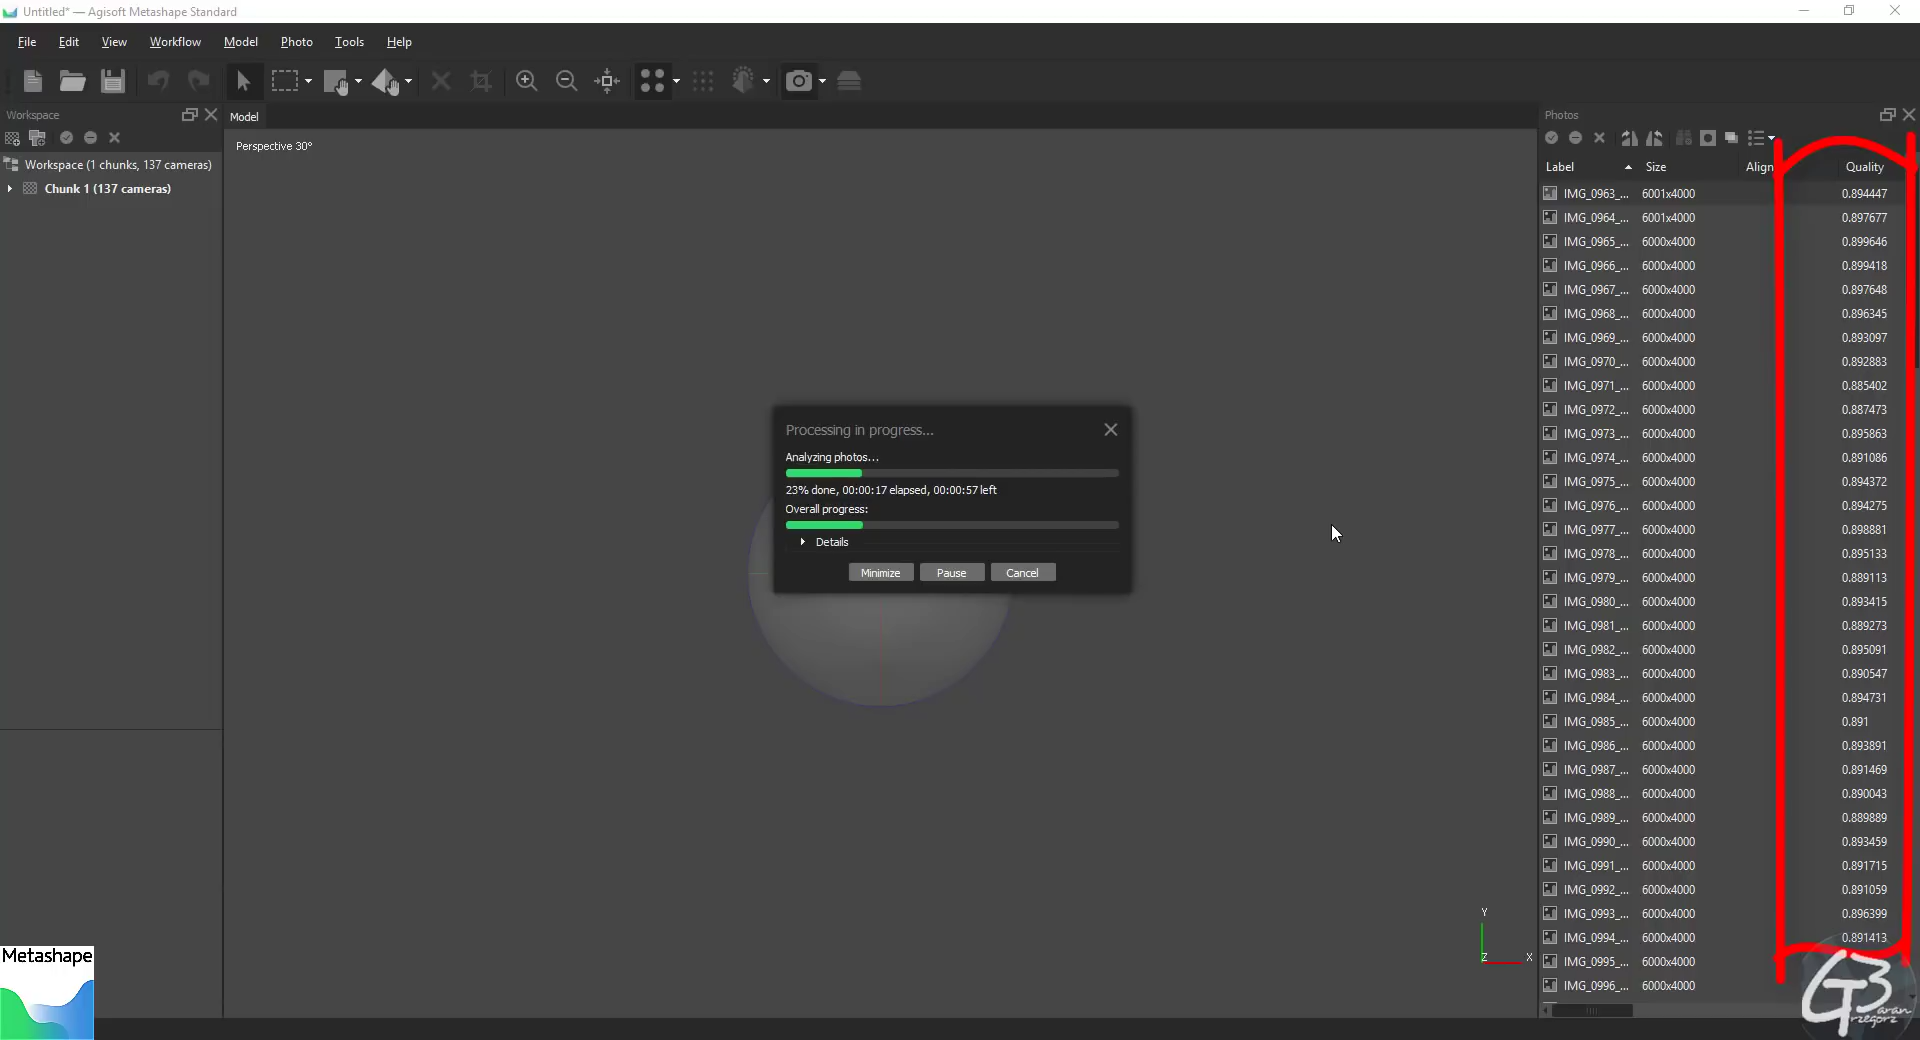 Untitled* — Agisoft Metashape Standard
File Edit View Workflow Model Photo Tools Help
Workspace
Workspace (1 chunks, 137 cameras)
Chunk 1 (137 cameras)
Model
Perspective 30°
Processing in progress...
Analyzing photos...
23% done, 00:00:17 elapsed, 00:00:57 left
Overall progress:
Details
Minimize Pause Cancel
Y
Z X
Photos
Label Size Align Quality
IMG_0963_... 6001x4000 0.894447
IMG_0964_... 6001x4000 0.897677
IMG_0965_... 6000x4000 0.899646
IMG_0966_... 6000x4000 0.899418
IMG_0967_... 6000x4000 0.897648
IMG_0968_... 6000x4000 0.896345
IMG_0969_... 6000x4000 0.893097
IMG_0970_... 6000x4000 0.892883
IMG_0971_... 6000x4000 0.885402
IMG_0972_... 6000x4000 0.887473
IMG_0973_... 6000x4000 0.895863
IMG_0974_... 6000x4000 0.891086
IMG_0975_... 6000x4000 0.894372
IMG_0976_... 6000x4000 0.894275
IMG_0977_... 6000x4000 0.898881
IMG_0978_... 6000x4000 0.895133
IMG_0979_... 6000x4000 0.889113
IMG_0980_... 6000x4000 0.893415
IMG_0981_... 6000x4000 0.889273
IMG_0982_... 6000x4000 0.895091
IMG_0983_... 6000x4000 0.890547
IMG_0984_... 6000x4000 0.894731
IMG_0985_... 6000x4000 0.891
IMG_0986_... 6000x4000 0.893891
IMG_0987_... 6000x4000 0.891469
IMG_0988_... 6000x4000 0.890043
IMG_0989_... 6000x4000 0.889889
IMG_0990_... 6000x4000 0.893459
IMG_0991_... 6000x4000 0.891715
IMG_0992_... 6000x4000 0.891059
IMG_0993_... 6000x4000 0.896399
IMG_0994_... 6000x4000 0.891413
IMG_0995_... 6000x4000
IMG_0996_... 6000x4000
Metashape